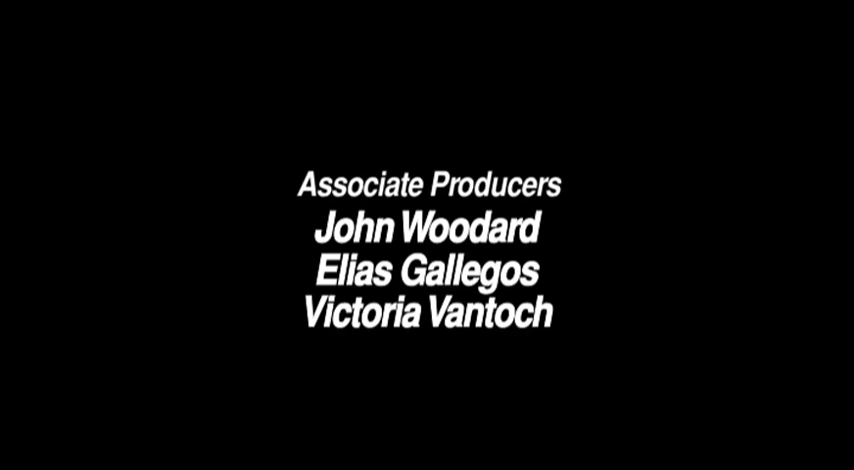 Associate Producers
John Woodard
Elias Gallegos
Victoria Vantoch